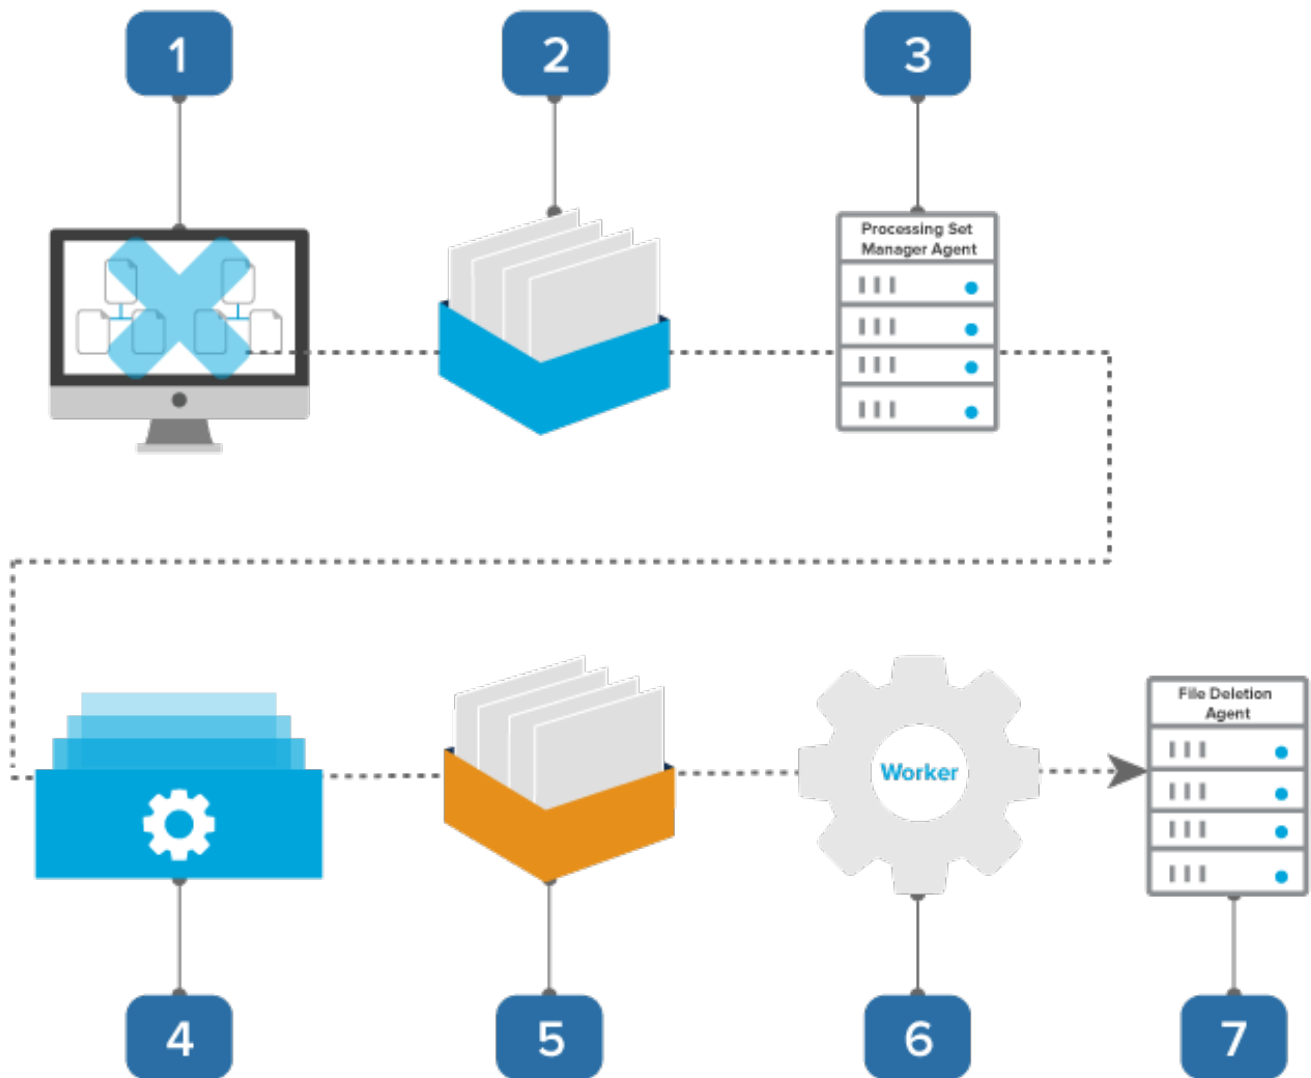 1
2
3
Processing Set
Manager Agent
Worker
File Deletion
Agent
4
5
6
7